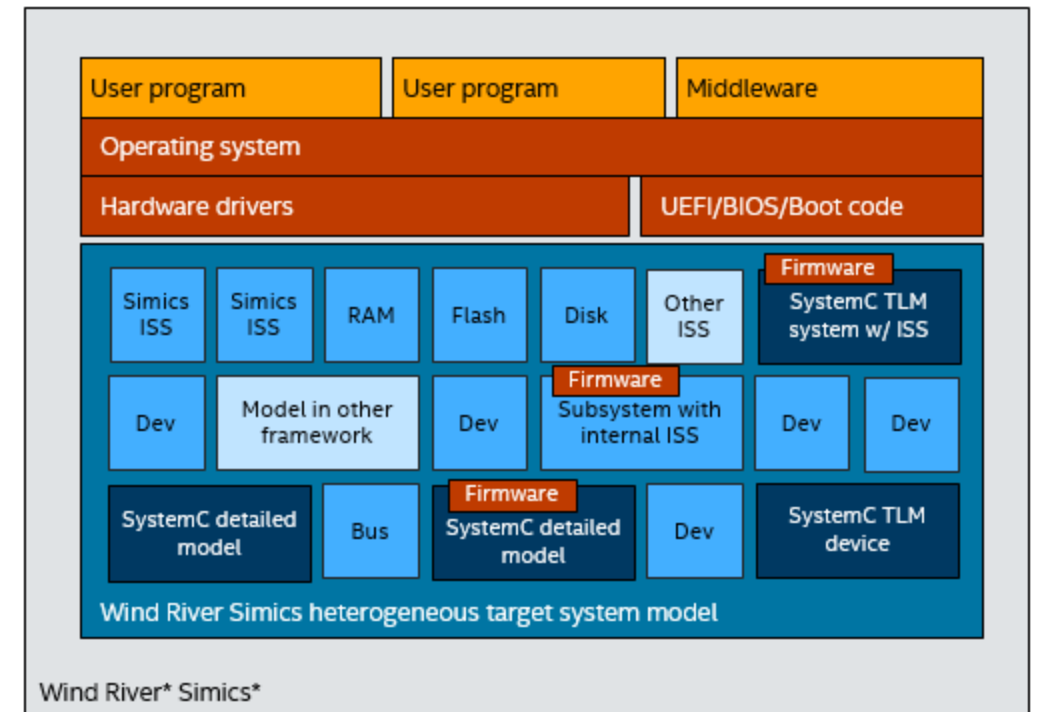 User program
User program
Middleware
Operating system
Hardware drivers
UEFI/BIOS/Boot code
Simics
ISS
Simics
ISS
RAM
Flash
Disk
Other
ISS
Firmware
SystemC TLM
system w/ ISS
Dev
Model in other
framework
Dev
Firmware
Subsystem with
internal ISS
Dev
Dev
SystemC detailed
model
Bus
Firmware
SystemC detailed
model
Dev
SystemC TLM
device
Wind River Simics heterogeneous target system model
Wind River* Simics*